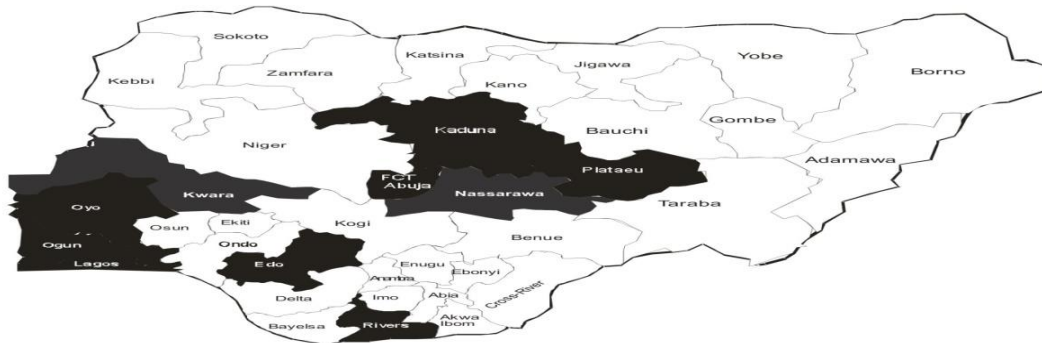 Sokoto
Katsina
Yobe
Jigawa
Borno
Zamfara
Kebbi
Kano
Gombe
Kaduna
Bauchi
Niger
Adamawa
Plataeu
FCT
Abuja
Nassarawa
Kwara
Taraba
Oyo
Kogi
Ekiti
Osun
Benue
Ogun
Ondo
Lagos
Edo
Enugu
Ebonyi
Anambra
Cross-River
Delta
Imo
Abia
Akwa
Ibom
Bayelsa
Rivers